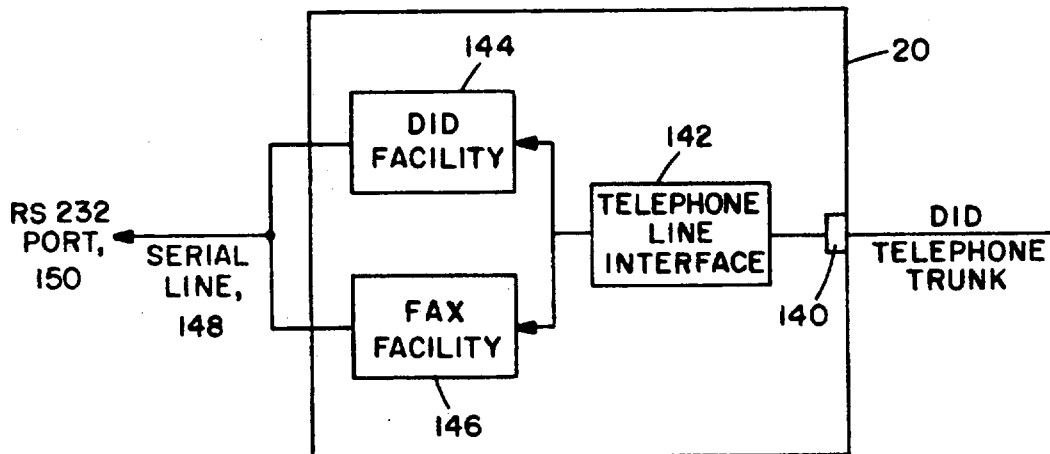 144
20
DID
FACILITY
142
TELEPHONE
LINE
INTERFACE
RS 232
PORT,
150
SERIAL
LINE,
148
DID
TELEPHONE
TRUNK
140
FAX
FACILITY
146